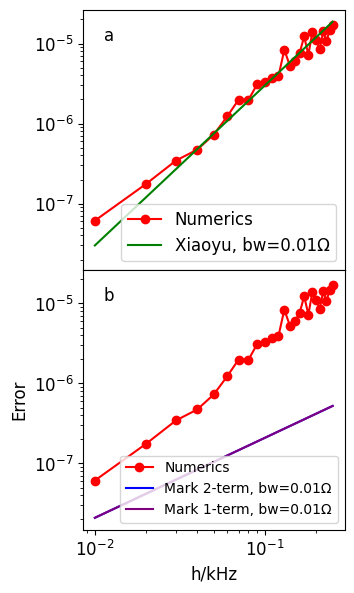 a
10⁻⁵
10⁻⁶
10⁻⁷
Numerics
Xiaoyu, bw=0.01Ω
b
10⁻⁵
10⁻⁶
10⁻⁷
Error
Numerics
Mark 2-term, bw=0.01Ω
Mark 1-term, bw=0.01Ω
10⁻²
10⁻¹
h/kHz